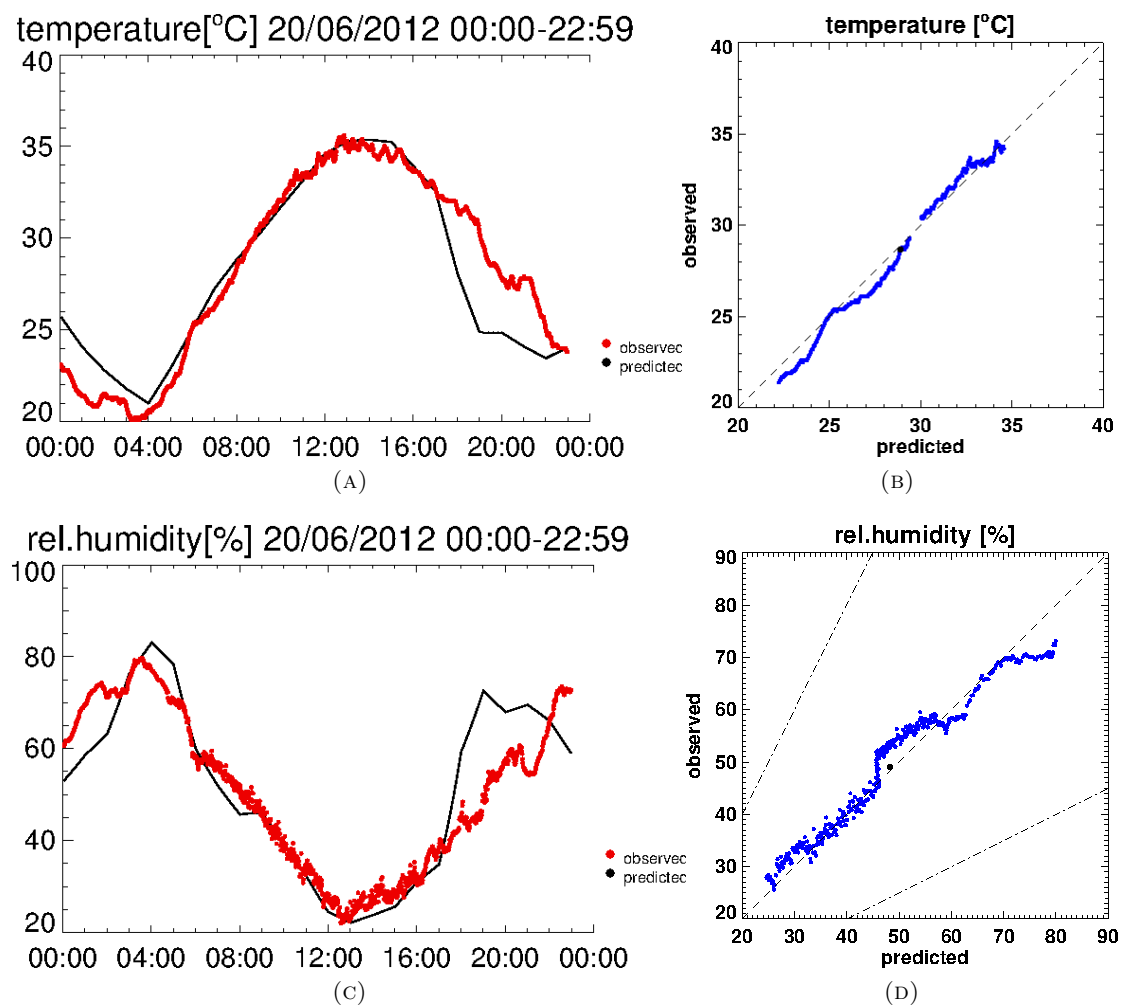 temperature[°C] 20/06/2012 00:00-22:59
40
35
30
25
20
00:00 04:00 08:00 12:00 16:00 20:00 00:00
observed
predicted
(A)
temperature [°C]
observed
40
35
30
25
20
20 25 30 35 40
predicted
(B)
rel.humidity[%] 20/06/2012 00:00-22:59
100
80
60
40
20
00:00 04:00 08:00 12:00 16:00 20:00 00:00
observed
predicted
(C)
rel.humidity [%]
observed
90
80
70
60
50
40
30
20
20 30 40 50 60 70 80 90
predicted
(D)